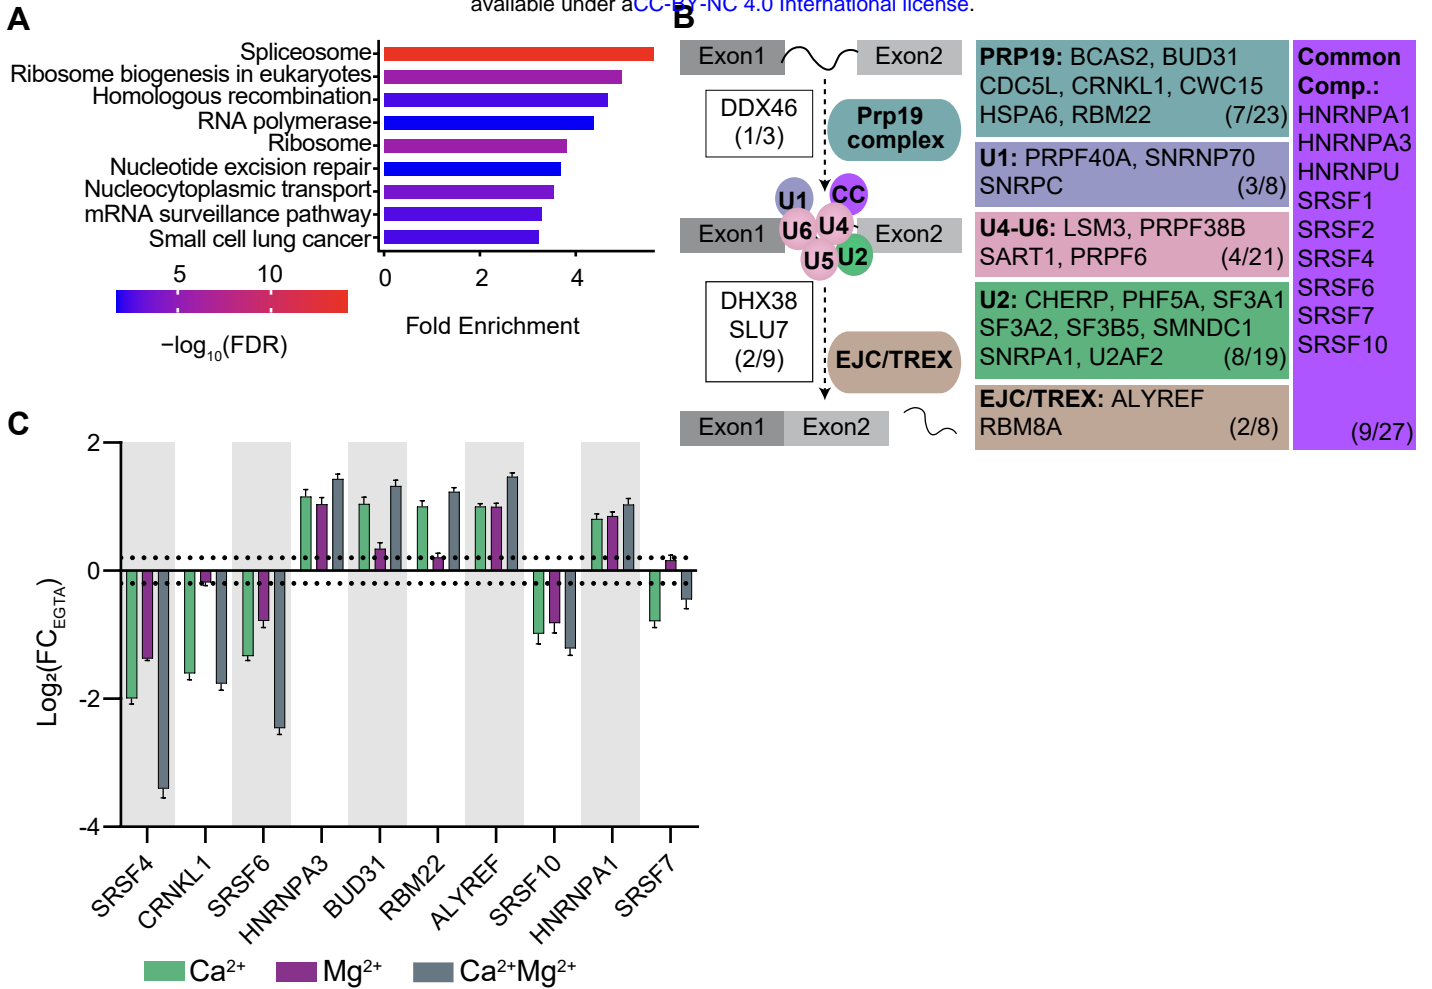 available under aCC-BY-NC 4.0 International license.
A
Spliceosome
Ribosome biogenesis in eukaryotes
Homologous recombination
RNA polymerase
Ribosome
Nucleotide excision repair
Nucleocytoplasmic transport
mRNA surveillance pathway
Small cell lung cancer
0 2 4
Fold Enrichment
5 10
−log10(FDR)
B
Exon1
Exon2
DDX46
(1/3)
Prp19
complex
U1
CC
U6
U4
U5
U2
Exon1
Exon2
DHX38
SLU7
(2/9)
EJC/TREX
Exon1
Exon2
PRP19: BCAS2, BUD31
CDC5L, CRNKL1, CWC15
HSPA6, RBM22 (7/23)
U1: PRPF40A, SNRNP70
SNRPC (3/8)
U4-U6: LSM3, PRPF38B
SART1, PRPF6 (4/21)
U2: CHERP, PHF5A, SF3A1
SF3A2, SF3B5, SMNDC1
SNRPA1, U2AF2 (8/19)
EJC/TREX: ALYREF
RBM8A (2/8)
Common
Comp.:
HNRNPA1
HNRNPA3
HNRNPU
SRSF1
SRSF2
SRSF4
SRSF6
SRSF7
SRSF10
(9/27)
C
Log₂(FC_EGTA)
2
0
-2
-4
SRSF4
CRNKL1
SRSF6
HNRNPA3
BUD31
RBM22
ALYREF
SRSF10
HNRNPA1
SRSF7
Ca²⁺ Mg²⁺ Ca²⁺Mg²⁺